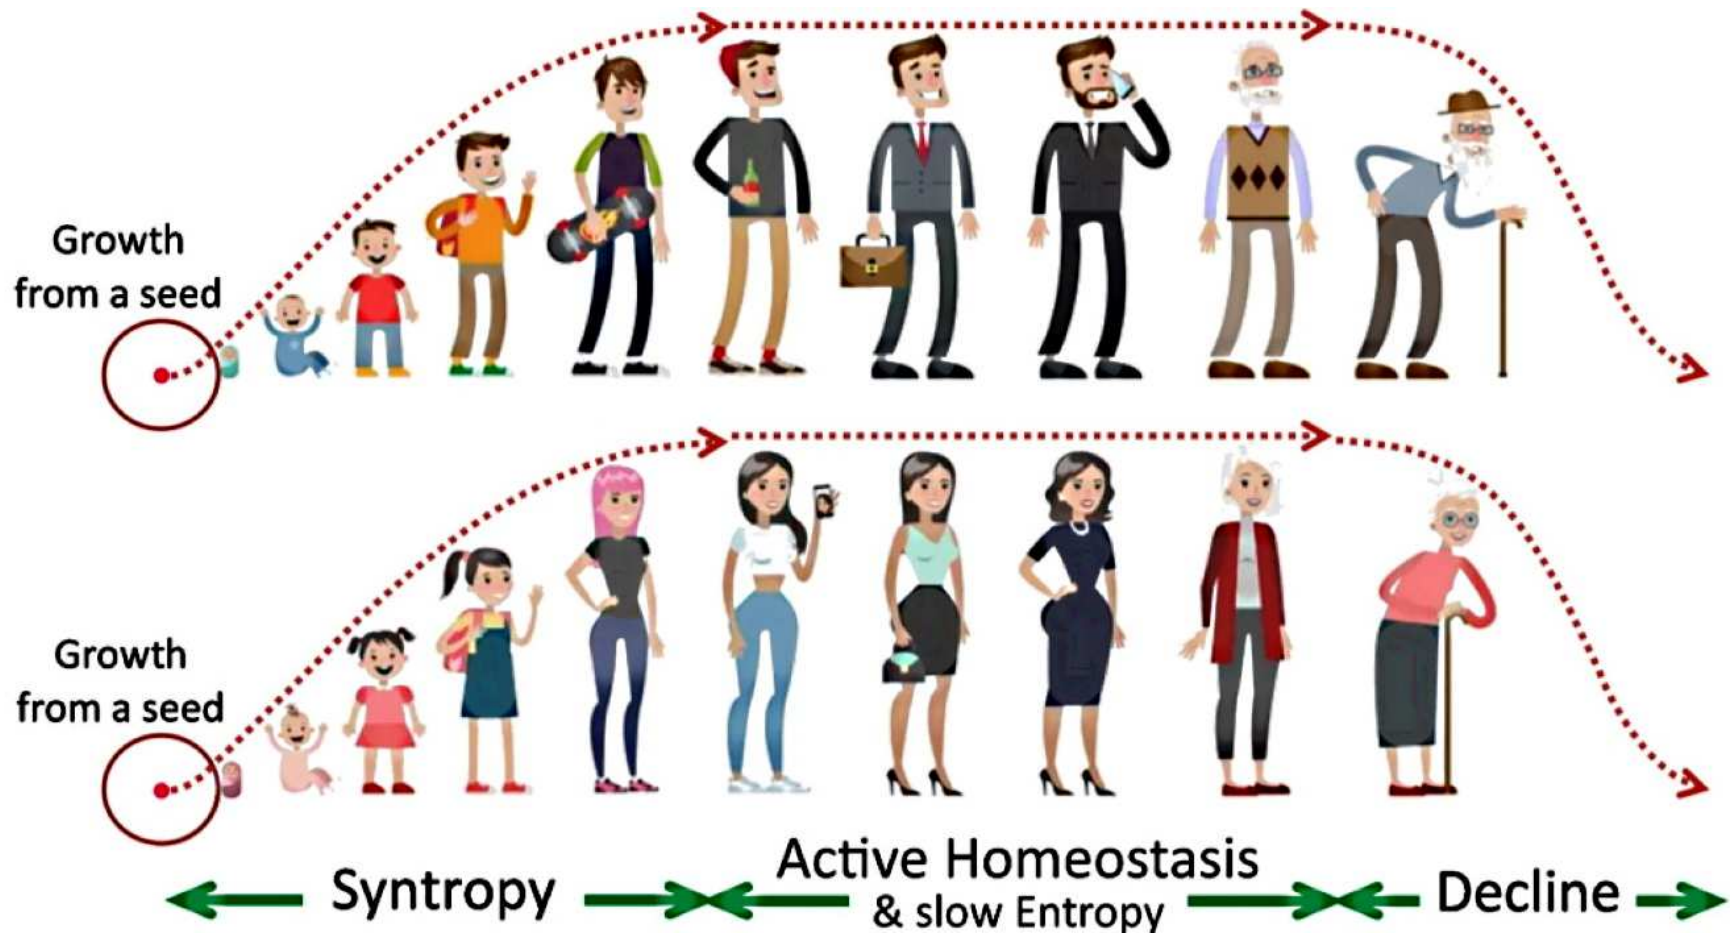 Growth
from a seed
Growth
from a seed
Syntropy
Active Homeostasis
& slow Entropy
Decline